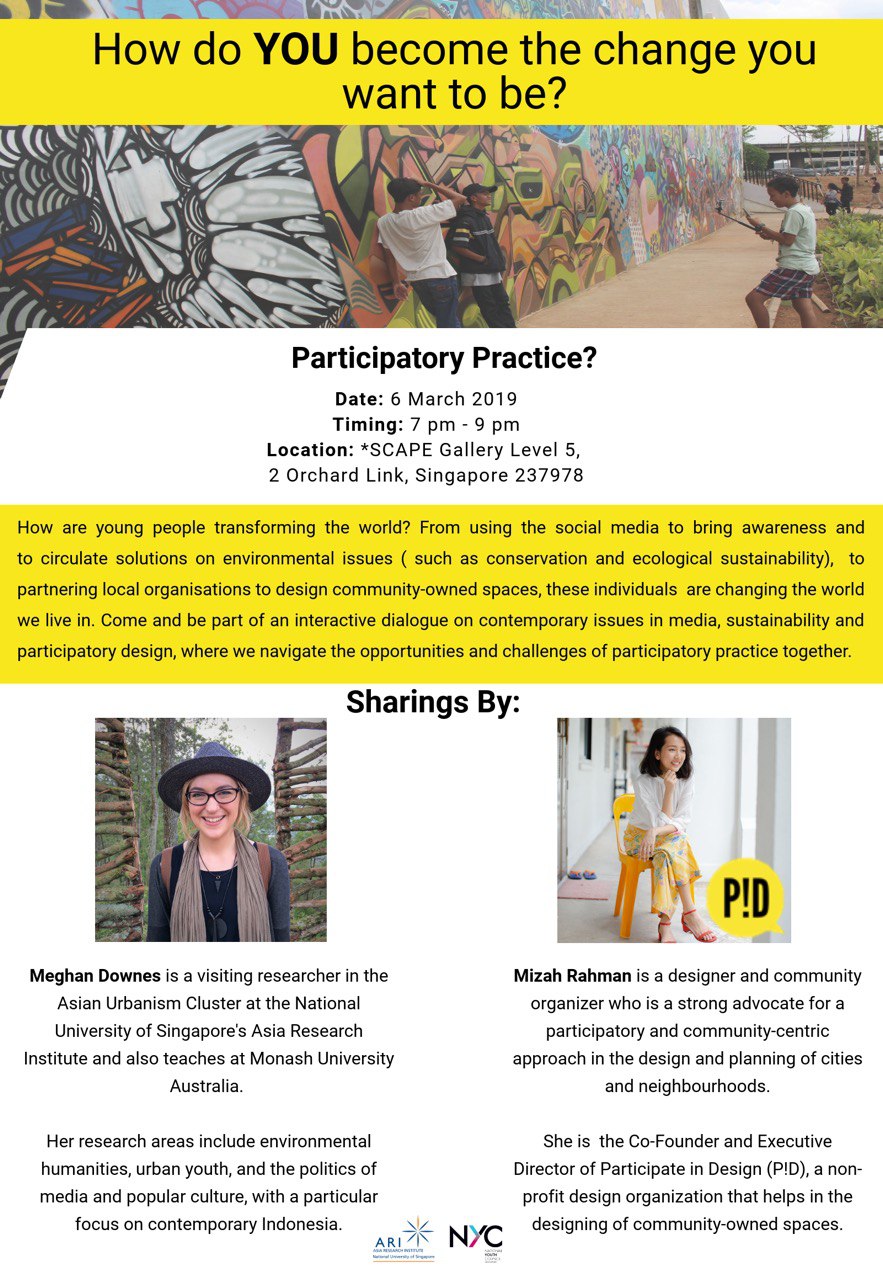 How do YOU become the change you
want to be?
Participatory Practice?
Date: 6 March 2019
Timing: 7 pm - 9 pm
Location: *SCAPE Gallery Level 5,
2 Orchard Link, Singapore 237978
How are young people transforming the world? From using the social media to bring awareness and
to circulate solutions on environmental issues ( such as conservation and ecological sustainability), to
partnering local organisations to design community-owned spaces, these individuals are changing the world
we live in. Come and be part of an interactive dialogue on contemporary issues in media, sustainability and
participatory design, where we navigate the opportunities and challenges of participatory practice together.
Sharings By:
P!D
Meghan Downes is a visiting researcher in the
Asian Urbanism Cluster at the National
University of Singapore's Asia Research
Institute and also teaches at Monash University
Australia.
Her research areas include environmental
humanities, urban youth, and the politics of
media and popular culture, with a particular
focus on contemporary Indonesia.
Mizah Rahman is a designer and community
organizer who is a strong advocate for a
participatory and community-centric
approach in the design and planning of cities
and neighbourhoods.
She is the Co-Founder and Executive
Director of Participate in Design (P!D), a non-
profit design organization that helps in the
designing of community-owned spaces.
ARI
ASIA RESEARCH INSTITUTE
National University of Singapore
NYC
NATIONAL
YOUTH
COUNCIL